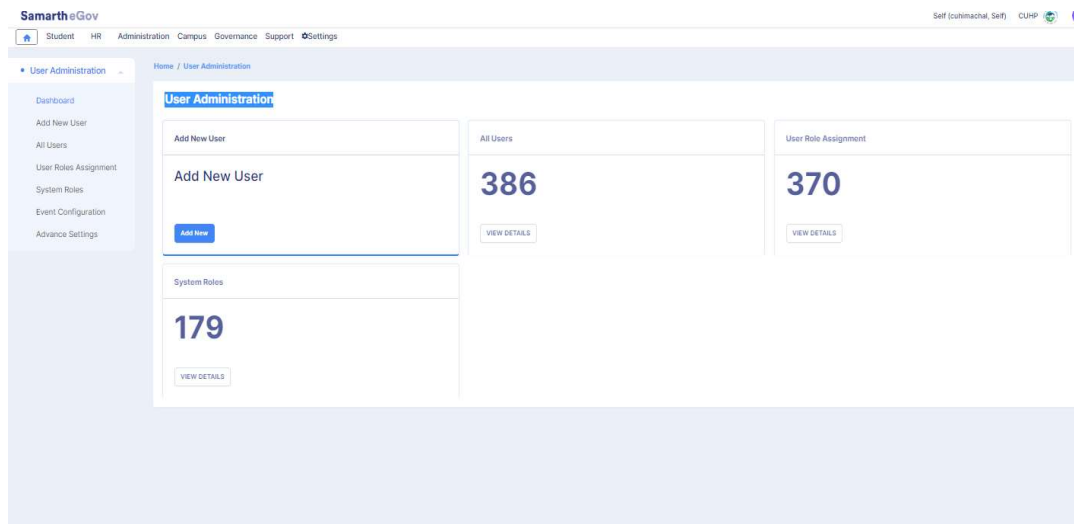 Samarth eGov
Self (cuhimachal, Self) CUHP
Student HR Administration Campus Governance Support Settings
User Administration
Dashboard
Add New User
All Users
User Roles Assignment
System Roles
Event Configuration
Advance Settings
Home / User Administration
User Administration
Add New User
Add New User
Add New
All Users
386
VIEW DETAILS
User Role Assignment
370
VIEW DETAILS
System Roles
179
VIEW DETAILS